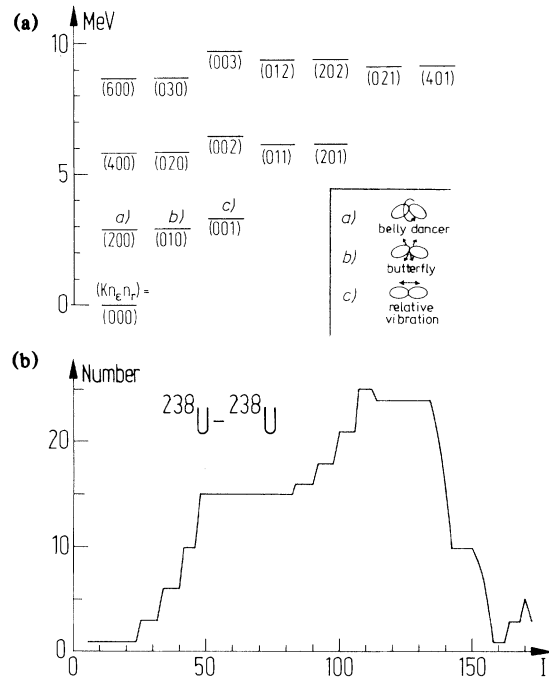 (a)
MeV
10
5
0
(003)
(012)
(202)
(021)
(401)
(600)
(030)
(002)
(011)
(201)
(400)
(020)
a)
b)
c)
(200)
(010)
(001)
(Knεnr) =
(000)
a)
belly dancer
b)
butterfly
c)
relative
vibration
(b)
Number
238U – 238U
20
10
0
0
50
100
150
I